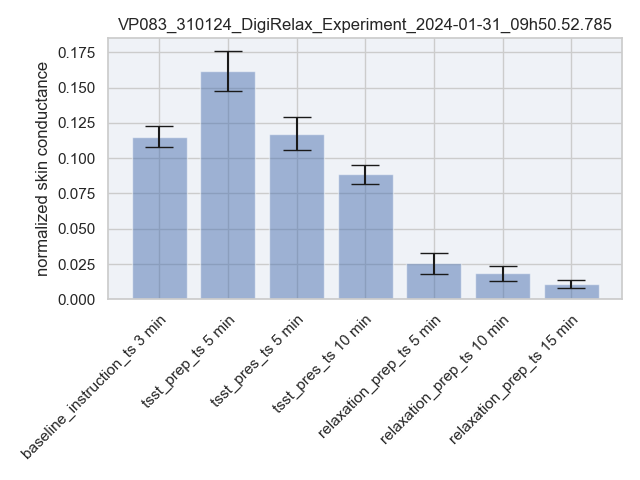 VP083_310124_DigiRelax_Experiment_2024-01-31_09h50.52.785
normalized skin conductance
0.175
0.150
0.125
0.100
0.075
0.050
0.025
0.000
baseline_instruction_ts 3 min
tsst_prep_ts 5 min
tsst_pres_ts 5 min
tsst_pres_ts 10 min
relaxation_prep_ts 5 min
relaxation_prep_ts 10 min
relaxation_prep_ts 15 min